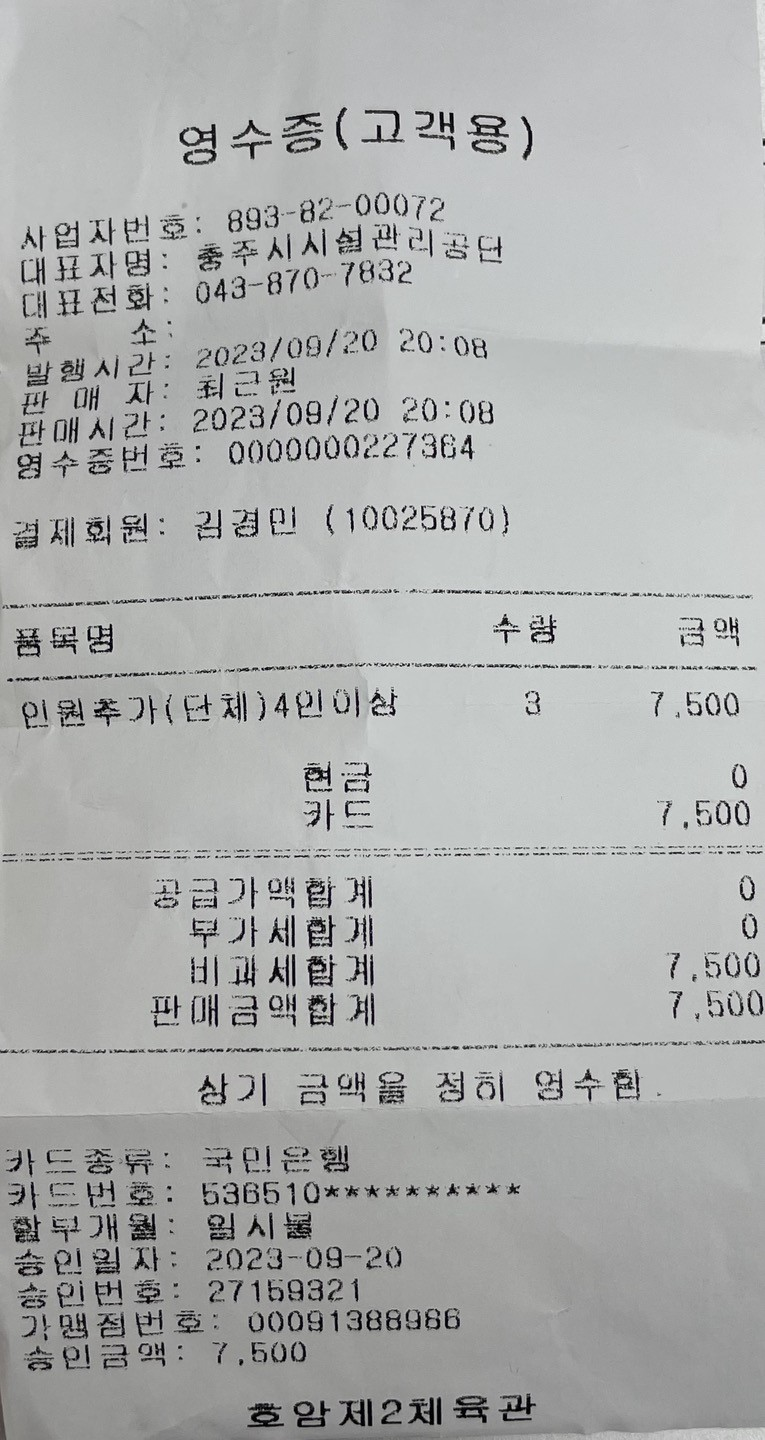 영수증(고객용)
사업자번호: 893-82-00072
대표자명: 충주시시설관리공단
대표전화: 043-870-7832
주 소:
발행시간: 2023/09/20 20:08
판 매 자: 최근원
판매시간: 2023/09/20 20:08
영수증번호: 0000000227364
결제회원: 김경민 (10025870)
품목명 수량 금액
인원추가(단체)4인이상 3 7,500
현금 0
카드 7,500
공급가액합계 0
부가세합계 0
비과세합계 7,500
판매금액합계 7,500
상기 금액을 정히 영수함.
카드종류: 국민은행
카드번호: 536510**********
할부개월: 일시불
승인일자: 2023-09-20
승인번호: 27159321
가맹점번호: 00091388986
승인금액: 7,500
호암제2체육관